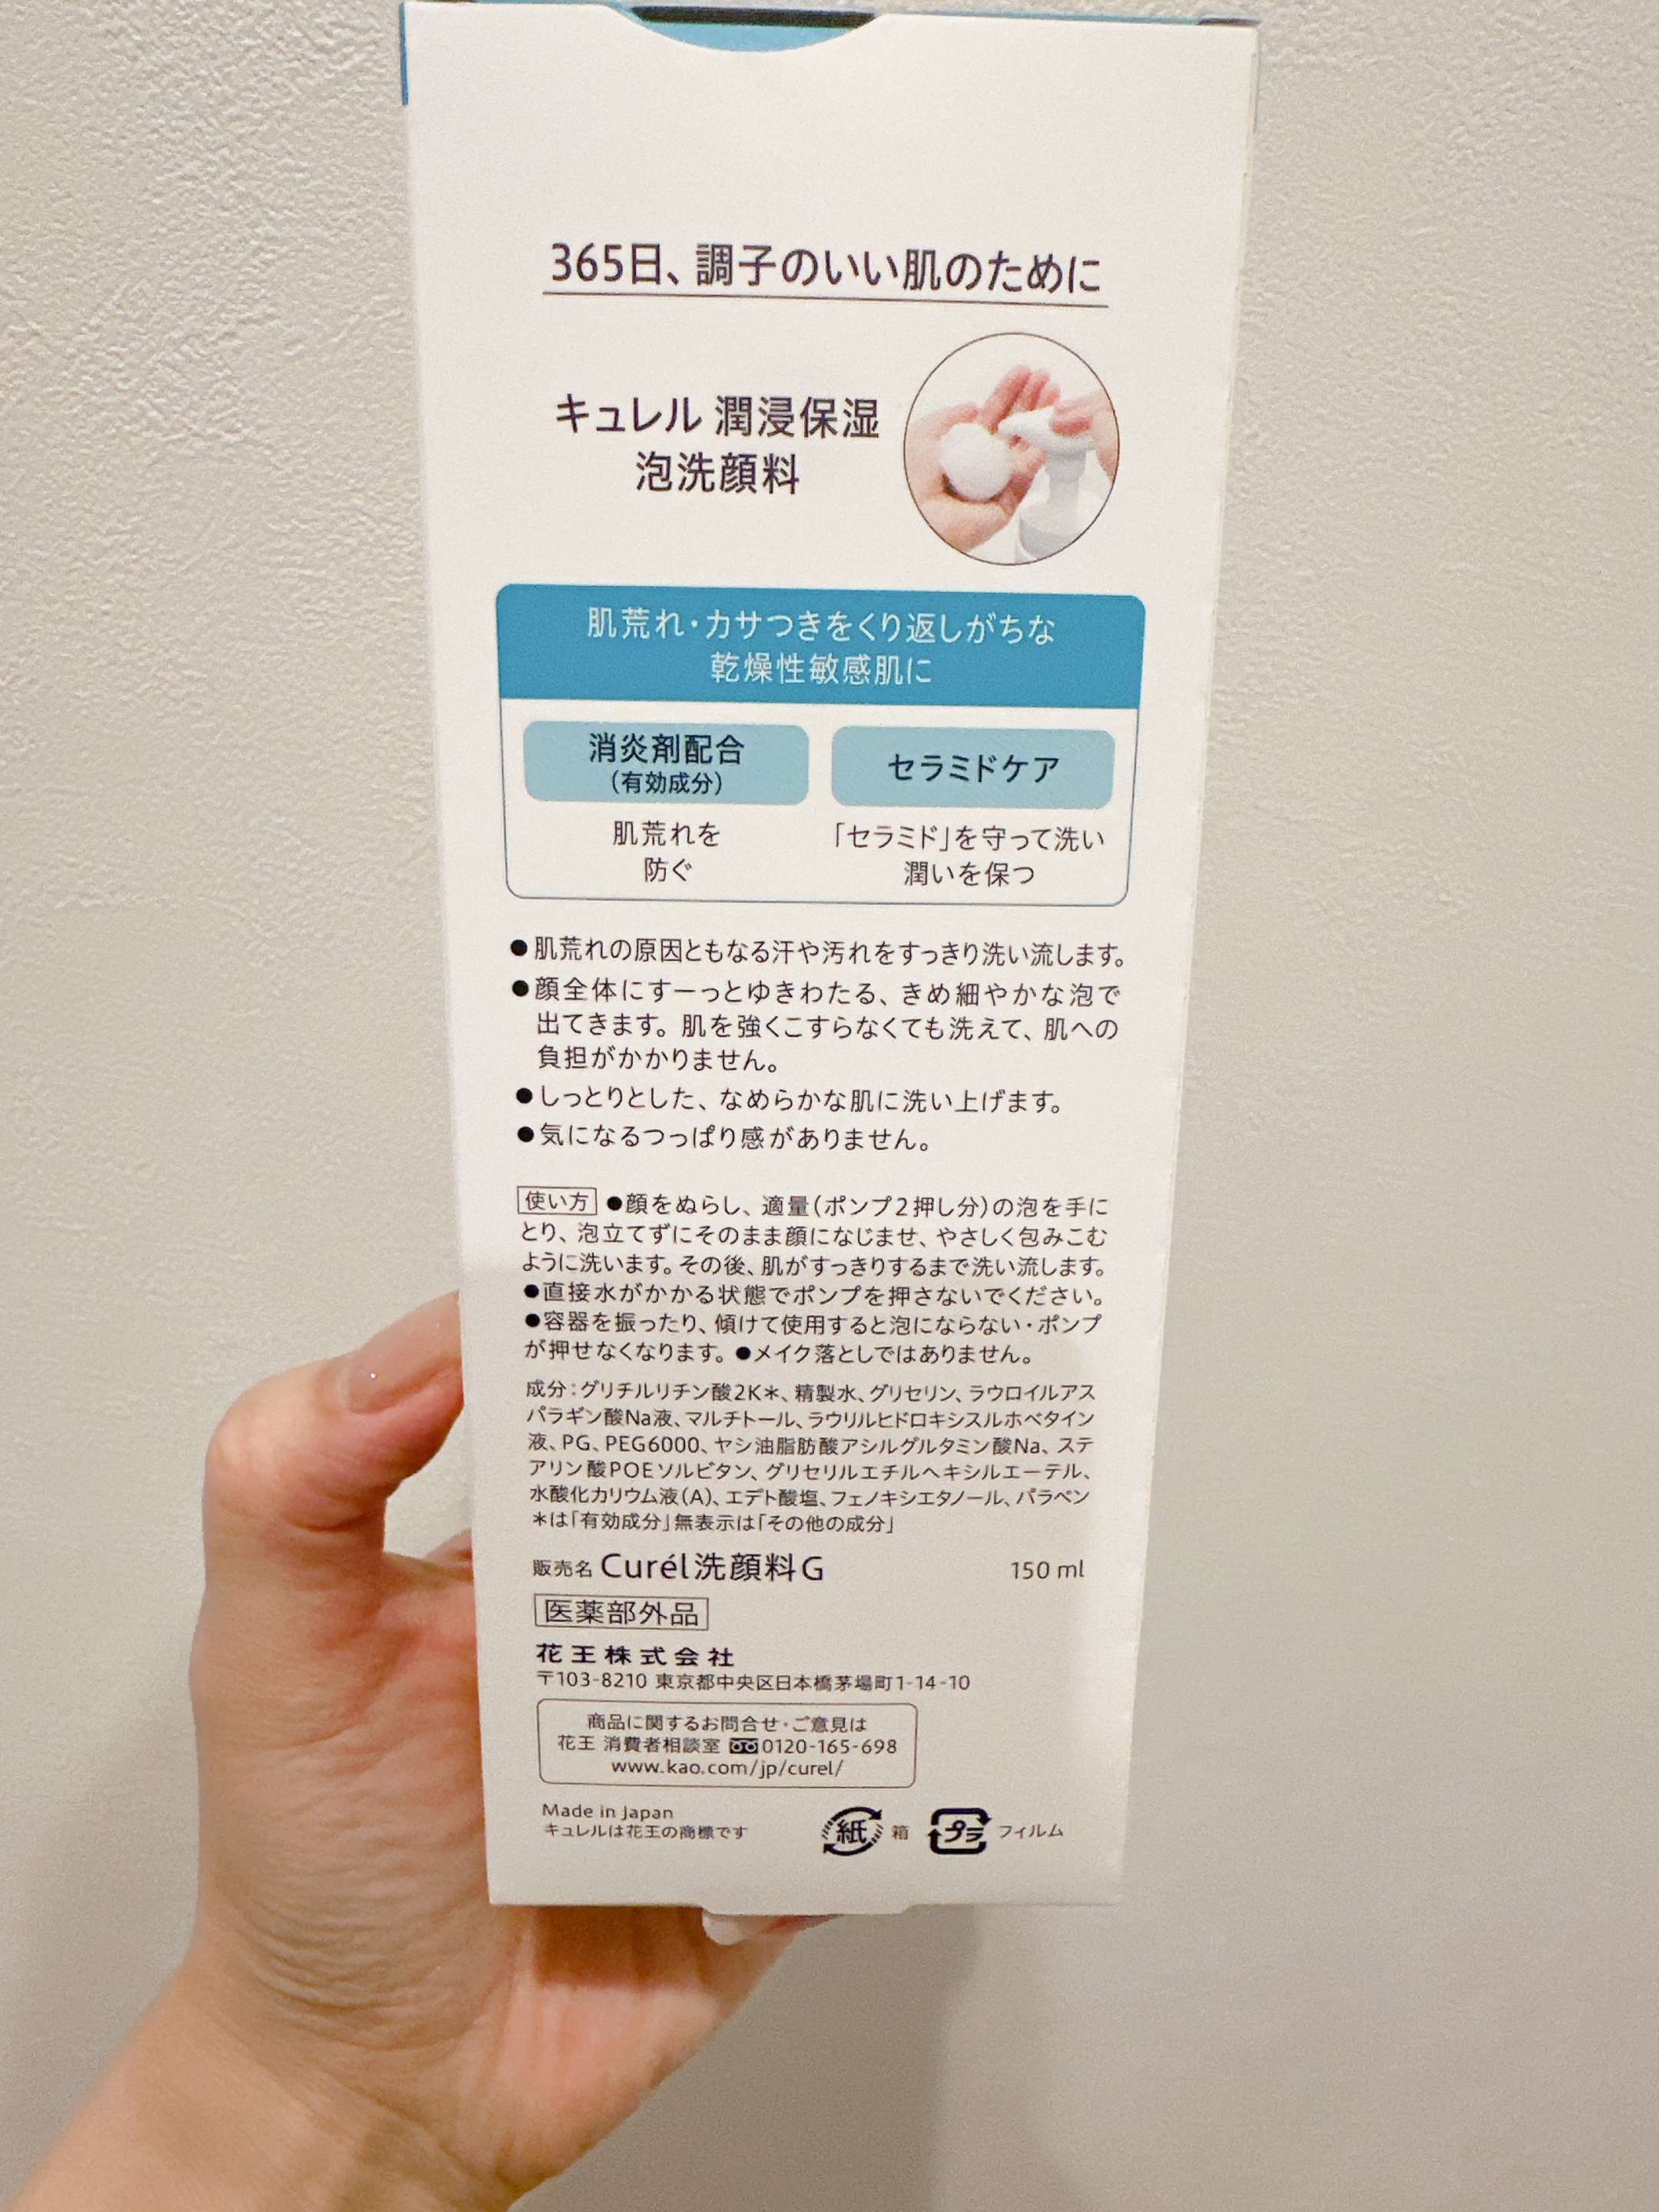 365日、調子のいい肌のために
キュレル 潤浸保湿
泡洗顔料
肌荒れ・カサつきをくり返しがちな
乾燥性敏感肌に
消炎剤配合
（有効成分）
肌荒れを
防ぐ
セラミドケア
「セラミド」を守って洗い
潤いを保つ
●肌荒れの原因ともなる汗や汚れをすっきり洗い流します。
●顔全体にすーっとゆきわたる、きめ細やかな泡で
出てきます。肌を強くこすらなくても洗えて、肌への
負担がかかりません。
●しっとりとした、なめらかな肌に洗い上げます。
●気になるつっぱり感がありません。
使い方 ●顔をぬらし、適量（ポンプ2押し分）の泡を手に
とり、泡立てずにそのまま顔になじませ、やさしく包みこむ
ように洗います。その後、肌がすっきりするまで洗い流します。
●直接水がかかる状態でポンプを押さないでください。
●容器を振ったり、傾けて使用すると泡にならない・ポンプ
が押せなくなります。●メイク落としではありません。
成分：グリチルリチン酸2K＊、精製水、グリセリン、ラウロイルアス
パラギン酸Na液、マルチトール、ラウリルヒドロキシスルホベタイン
液、PG、PEG6000、ヤシ油脂肪酸アシルグルタミン酸Na、ステ
アリン酸POEソルビタン、グリセリルエチルヘキシルエーテル、
水酸化カリウム液（A）、エデト酸塩、フェノキシエタノール、パラベン
＊は「有効成分」無表示は「その他の成分」
販売名 Curél洗顔料G 150 ml
医薬部外品
花王株式会社
〒103-8210 東京都中央区日本橋茅場町1-14-10
商品に関するお問合せ・ご意見は
花王 消費者相談室 0120-165-698
www.kao.com/jp/curel/
Made in Japan
キュレルは花王の商標です
紙 箱 プラ フィルム